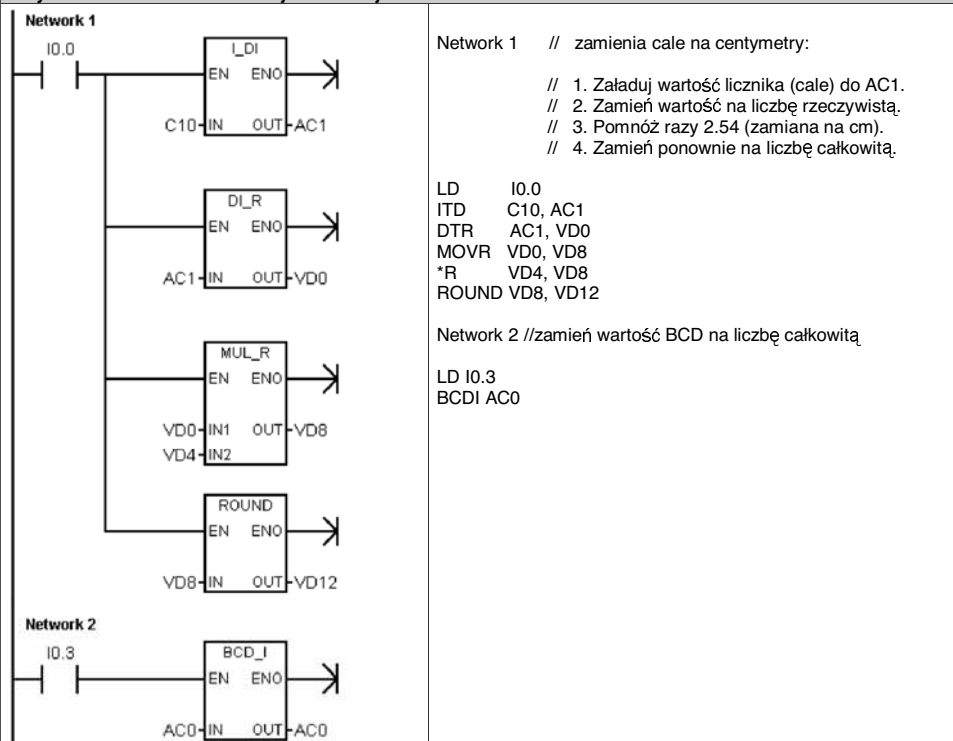 Network 1
I0.0
I_DI
EN ENO
C10 IN OUT AC1
DI_R
EN ENO
AC1 IN OUT VD0
MUL_R
EN ENO
VD0 IN1 OUT VD8
VD4 IN2
ROUND
EN ENO
VD8 IN OUT VD12
Network 2
I0.3
BCD_I
EN ENO
AC0 IN OUT AC0
Network 1 // zamienia cale na centymetry:
// 1. Załaduj wartość licznika (cale) do AC1.
// 2. Zamień wartość na liczbę rzeczywistą.
// 3. Pomnóż razy 2.54 (zamiana na cm).
// 4. Zamień ponownie na liczbę całkowitą.
LD I0.0
ITD C10, AC1
DTR AC1, VD0
MOVR VD0, VD8
*R VD4, VD8
ROUND VD8, VD12
Network 2 //zamień wartość BCD na liczbę całkowitą
LD I0.3
BCDI AC0